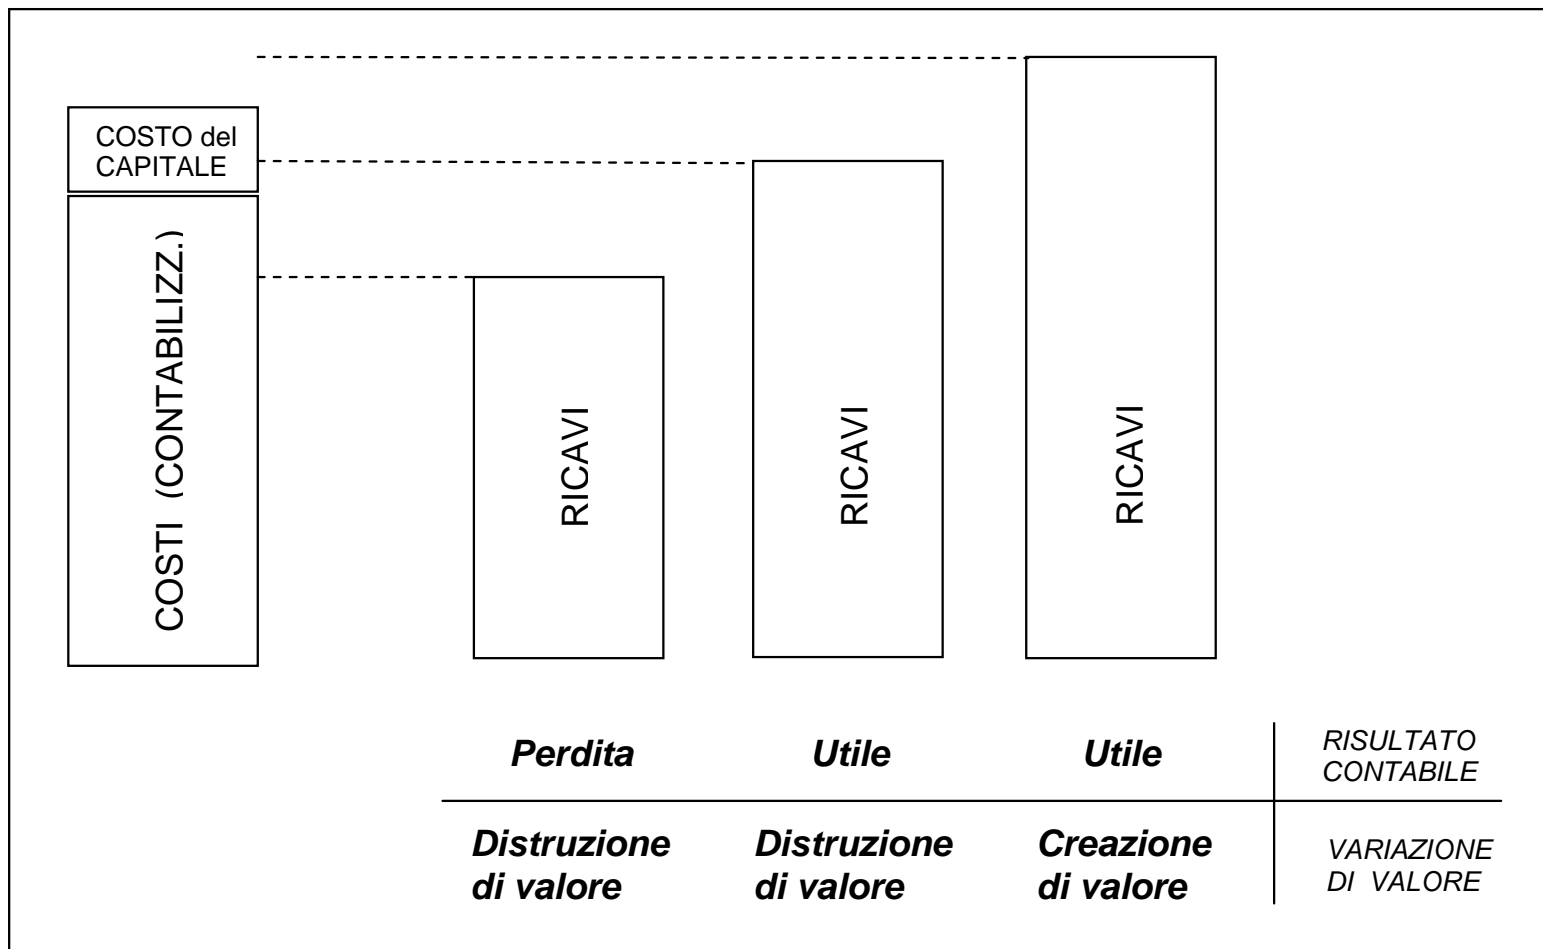 COSTO del
CAPITALE
COSTI (CONTABILIZZ.)
RICAVI
RICAVI
RICAVI
Perdita
Utile
Utile
RISULTATO
CONTABILE
Distruzione
di valore
Distruzione
di valore
Creazione
di valore
VARIAZIONE
DI VALORE